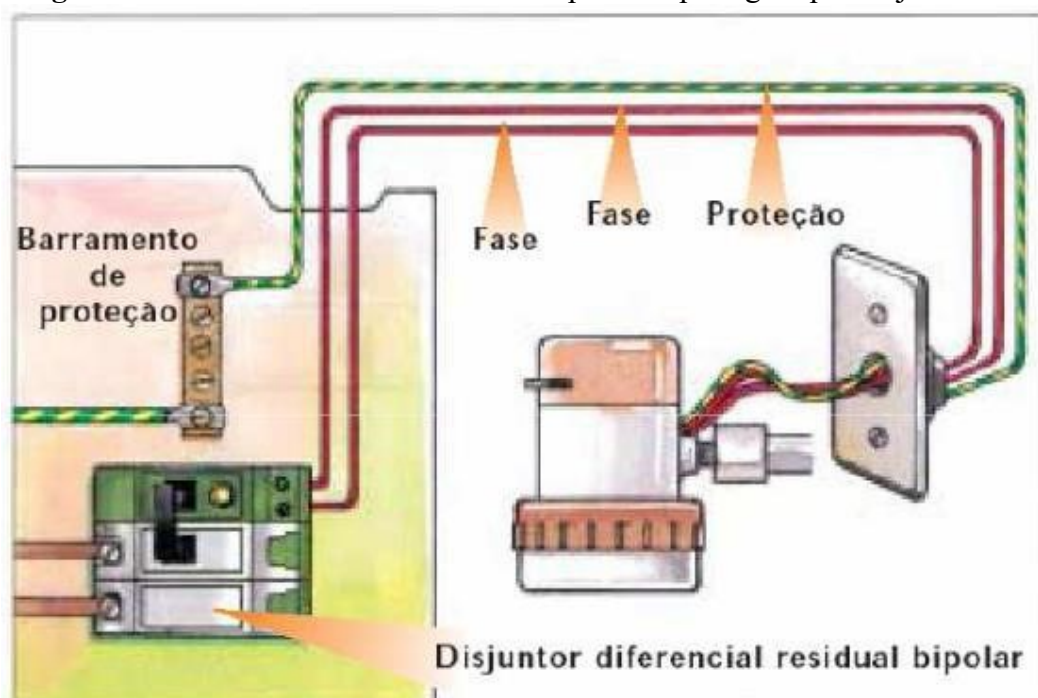 Fase
Fase
Proteção
Barramento
de
proteção
Disjuntor diferencial residual bipolar